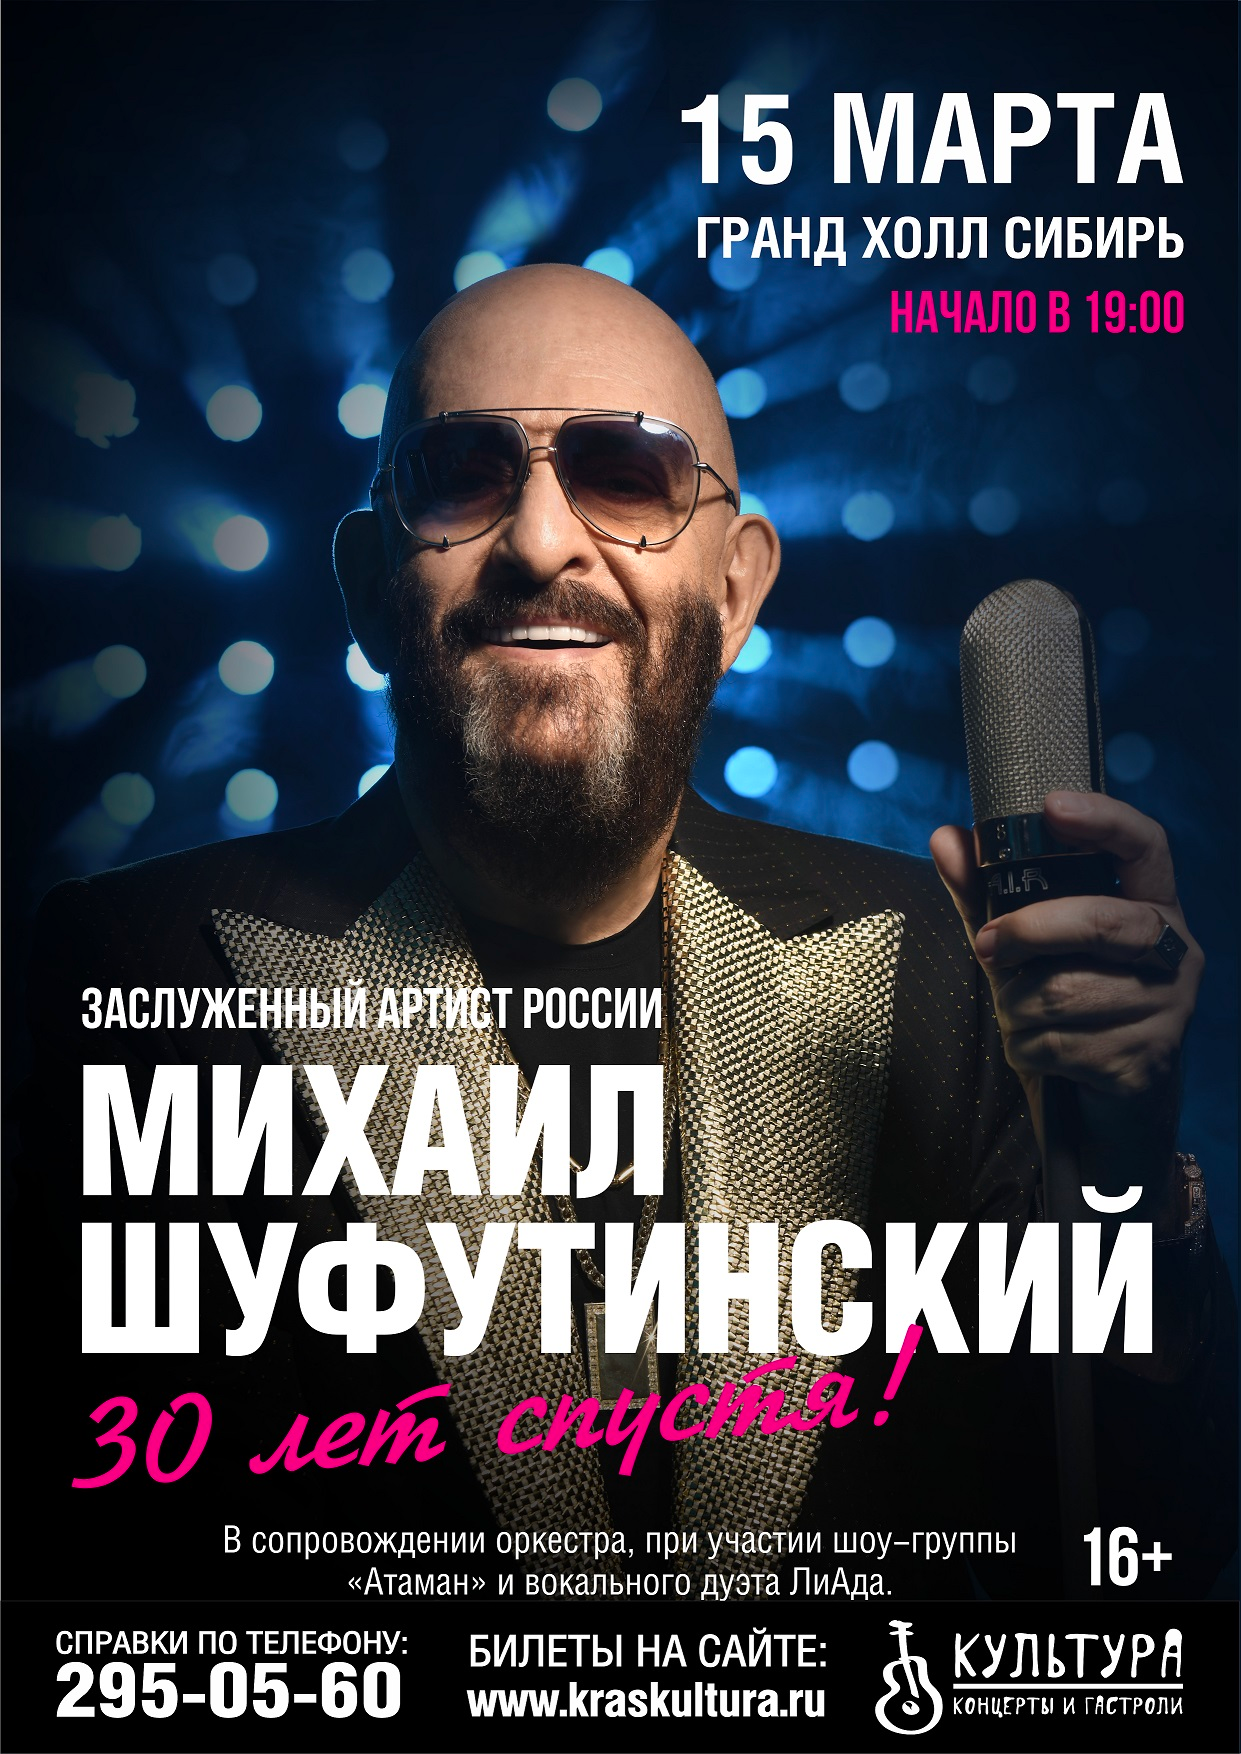 15 МАРТА
ГРАНД ХОЛЛ СИБИРЬ
НАЧАЛО В 19:00
A.I.R
ЗАСЛУЖЕННЫЙ АРТИСТ РОССИИ
МИХАИЛ
ШУФУТИНСКИЙ
30 лет спустя!
В сопровождении оркестра, при участии шоу-группы
«Атаман» и вокального дуэта ЛиАда.
16+
СПРАВКИ ПО ТЕЛЕФОНУ:
295-05-60
БИЛЕТЫ НА САЙТЕ:
www.kraskultura.ru
КУЛЬТУРА
КОНЦЕРТЫ И ГАСТРОЛИ